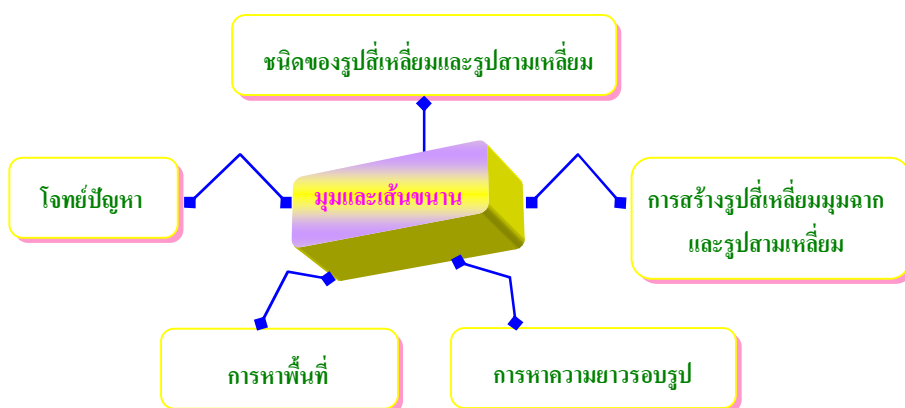 ชนิดของรูปสี่เหลี่ยมและรูปสามเหลี่ยม
โจทย์ปัญหา
มุมและเส้นขนาน
การสร้างรูปสี่เหลี่ยมมุมฉาก
และรูปสามเหลี่ยม
การหาพื้นที่
การหาความยาวรอบรูป